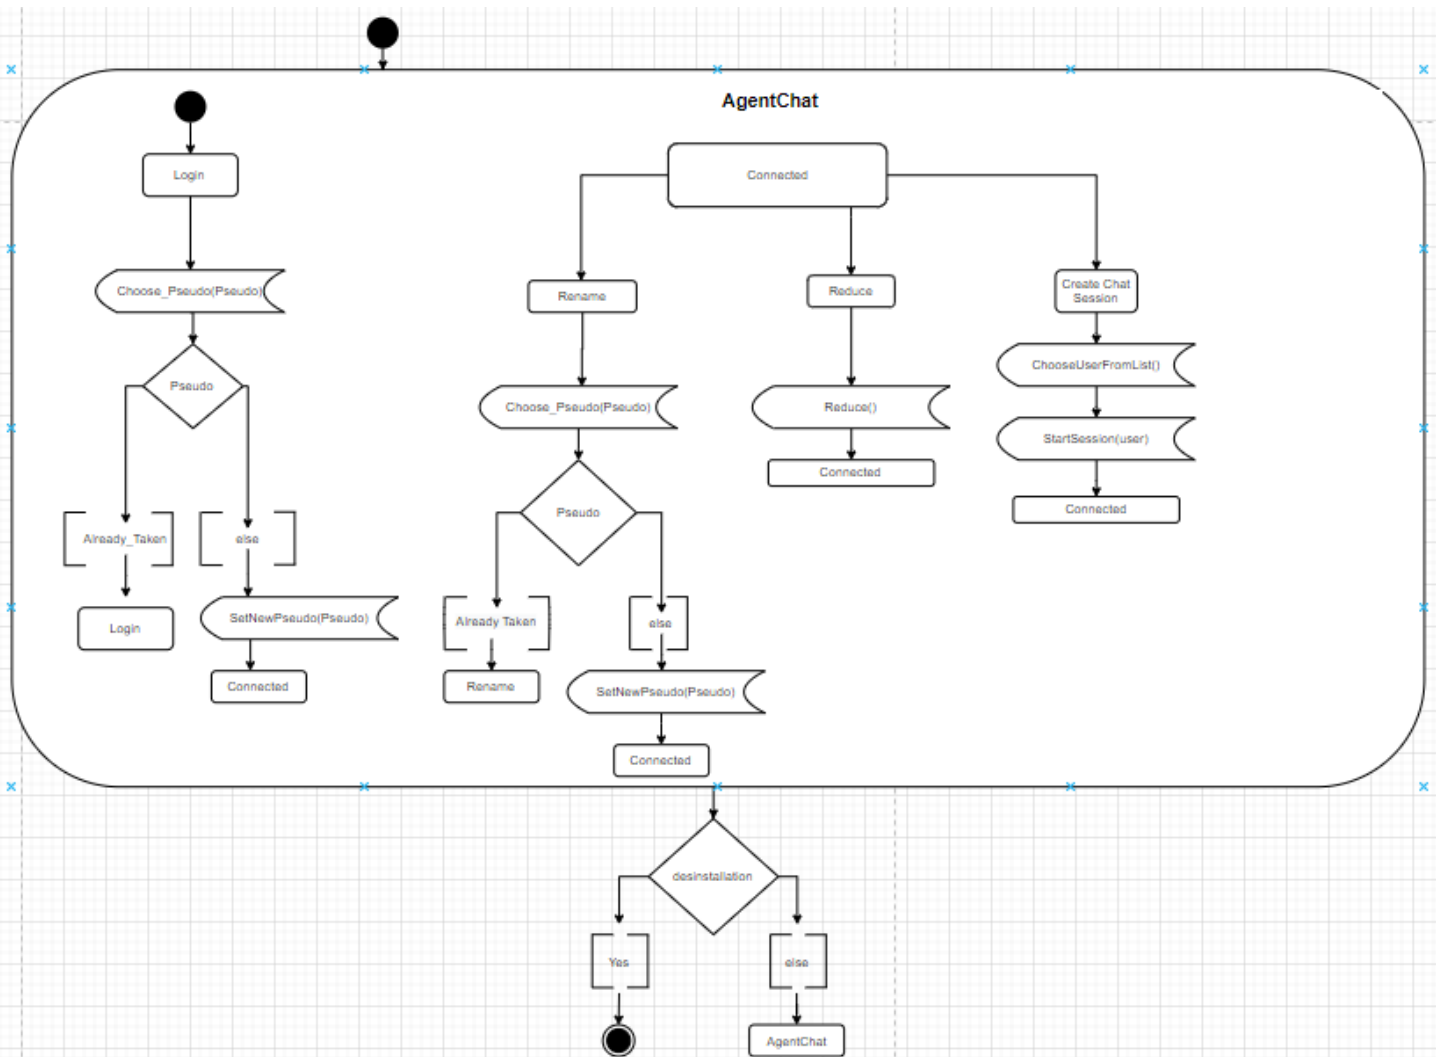 AgentChat
Login
Choose_Pseudo(Pseudo)
Pseudo
Already_Taken
else
Login
SetNewPseudo(Pseudo)
Connected
Connected
Rename
Choose_Pseudo(Pseudo)
Pseudo
Already Taken
else
Rename
SetNewPseudo(Pseudo)
Connected
Reduce
Reduce()
Connected
Create Chat
Session
ChooseUserFromList()
StartSession(user)
Connected
desinstallation
Yes
else
AgentChat